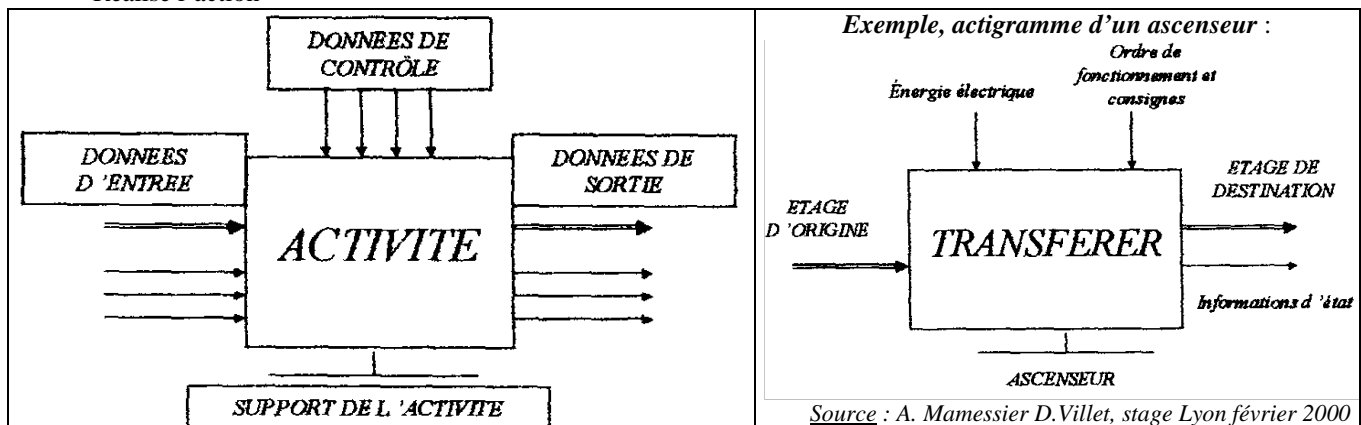 DONNEES DE
CONTRÔLE
DONNEES
D 'ENTREE
DONNEES DE
SORTIE
ACTIVITE
SUPPORT DE L 'ACTIVITE
Exemple, actigramme d'un ascenseur :
Énergie électrique
Ordre de
fonctionnement et
consignes
ETAGE
D 'ORIGINE
TRANSFERER
ETAGE DE
DESTINATION
Informations d 'état
ASCENSEUR
Source : A. Mamessier D.Villet, stage Lyon février 2000